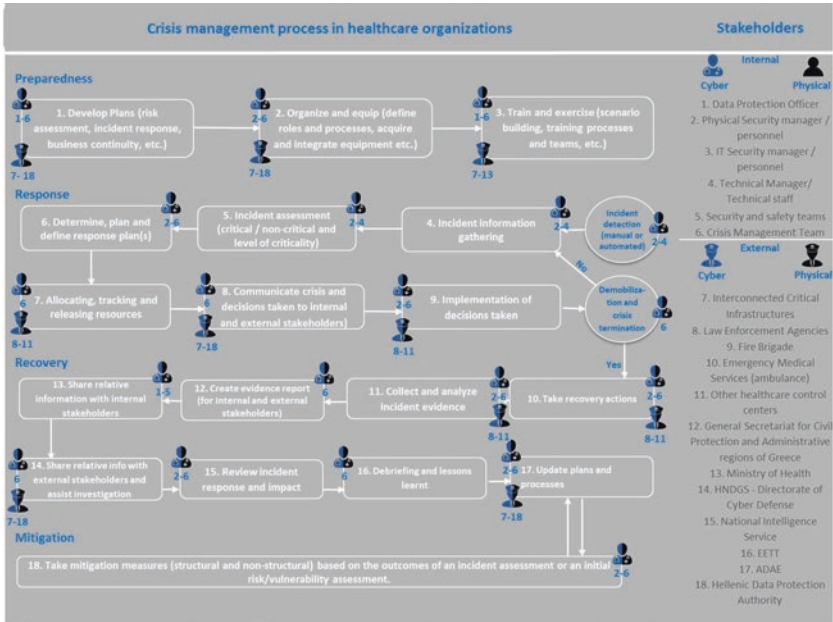 Crisis management process in healthcare organizations
Stakeholders
Preparedness
1-6
7- 18
1. Develop Plans (risk
assessment, incident response,
business continuity, etc.)
2-6
7-18
2. Organize and equip (define
roles and processes, acquire
and integrate equipment etc.)
1-6
7-13
3. Train and exercise (scenario
building, training processes
and teams, etc.)
Response
Incident
detection
(manual or
automated)
2-4
4. Incident information
gathering
2-4
5. Incident assessment
(critical / non-critical and
level of criticality)
2-4
6. Determine, plan and
define response plan(s)
2-6
6
7. Allocating, tracking and
releasing resources
8-11
6
8. Communicate crisis and
decisions taken to internal
and external stakeholders)
7-18
2-6
9. Implementation of
decisions taken
8-11
No
Demobiliza-
tion and
crisis
termination
6
Yes
Recovery
10. Take recovery actions
2-6
8-11
11. Collect and analyze
incident evidence
2-6
8-11
12. Create evidence report
(for internal and external
stakeholders)
6
13. Share relative
information with internal
stakeholders
1-5
6
14. Share relative info with
external stakeholders and
assist investigation
7-18
2-6
15. Review incident
response and impact
6
16. Debriefing and lessons
learnt
2-6
17. Update plans and
processes
7-18
Mitigation
18. Take mitigation measures (structural and non-structural) based on the outcomes of an incident assessment or an initial
risk/vulnerability assessment.
2-6
Internal
Cyber
Physical
1. Data Protection Officer
2. Physical Security manager /
personnel
3. IT Security manager /
personnel
4. Technical Manager/
Technical staff
5. Security and safety teams
6. Crisis Management Team
External
Cyber
Physical
7. Interconnected Critical
Infrastructures
8. Law Enforcement Agencies
9. Fire Brigade
10. Emergency Medical
Services (ambulance)
11. Other healthcare control
centers
12. General Secretariat for Civil
Protection and Administrative
regions of Greece
13. Ministry of Health
14. HNDGS - Directorate of
Cyber Defense
15. National Intelligence
Service
16. EETT
17. ADAE
18. Hellenic Data Protection
Authority